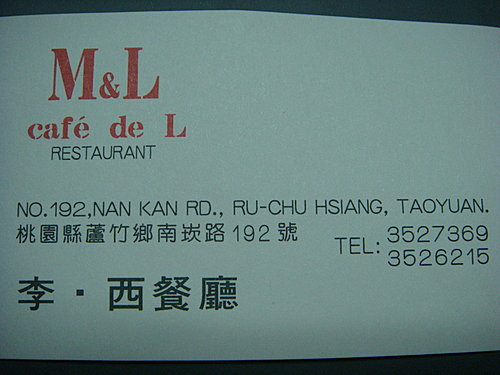 M&L
café de L
RESTAURANT
NO.192,NAN KAN RD., RU-CHU HSIANG, TAOYUAN.
桃園縣蘆竹鄉南崁路192號
TEL: 3527369
3526215
李·西餐廳